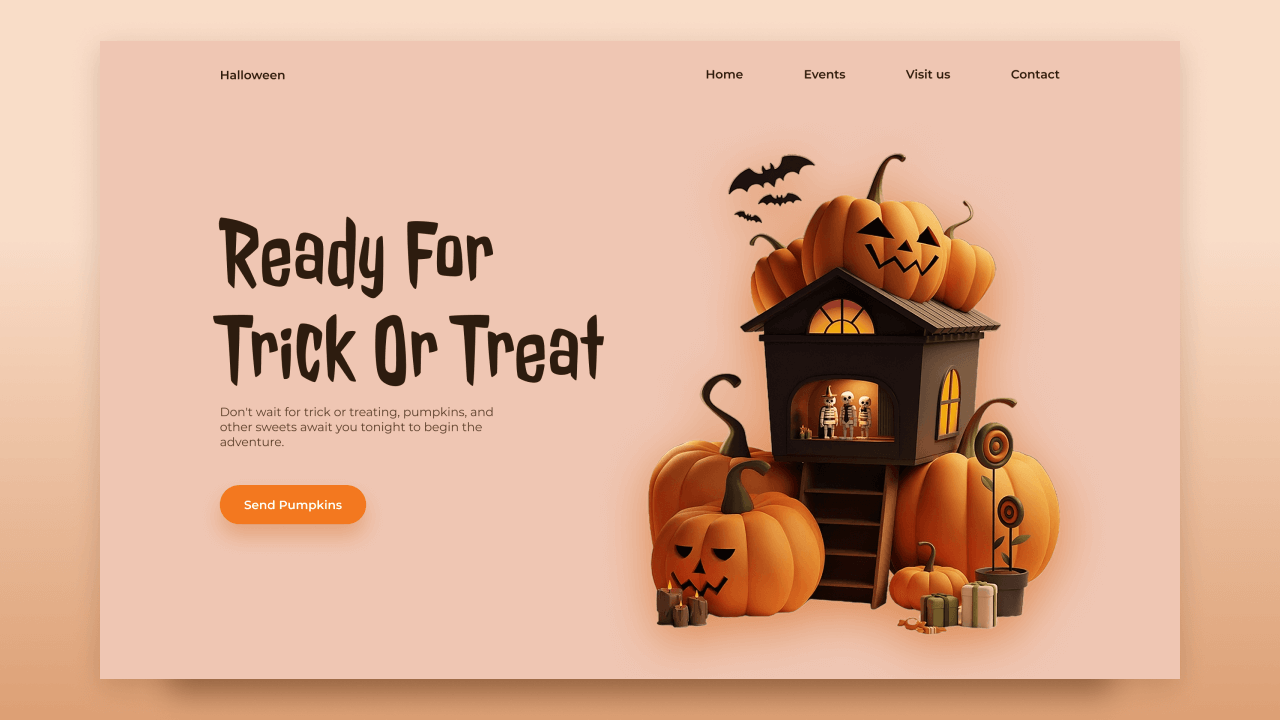 Halloween
Home
Events
Visit us
Contact
Ready For
Trick Or Treat
Don't wait for trick or treating, pumpkins, and
other sweets await you tonight to begin the
adventure.
Send Pumpkins